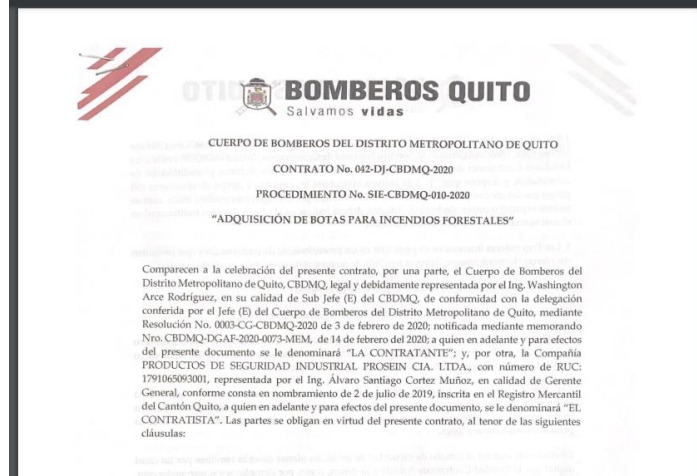 BOMBEROS QUITO
Salvamos vidas
CUERPO DE BOMBEROS DEL DISTRITO METROPOLITANO DE QUITO
CONTRATO No. 042-DJ-CBDMQ-2020
PROCEDIMIENTO No. SIE-CBDMQ-010-2020
"ADQUISICIÓN DE BOTAS PARA INCENDIOS FORESTALES"
Comparecen a la celebración del presente contrato, por una parte, el Cuerpo de Bomberos del
Distrito Metropolitano de Quito, CBDMQ, legal y debidamente representada por el Ing. Washington
Arce Rodríguez, en su calidad de Sub Jefe (E) del CBDMQ, de conformidad con la delegación
conferida por el Jefe (E) del Cuerpo de Bomberos del Distrito Metropolitano de Quito, mediante
Resolución No. 0003-CG-CBDMQ-2020 de 3 de febrero de 2020; notificada mediante memorando
Nro. CBDMQ-DGAF-2020-0073-MEM, de 14 de febrero del 2020; a quien en adelante y para efectos
del presente documento se le denominará "LA CONTRATANTE"; y, por otra, la Compañía
PRODUCTOS DE SEGURIDAD INDUSTRIAL PROSEIN CIA. LTDA., con número de RUC:
1791065093001, representada por el Ing. Álvaro Santiago Cortez Muñoz, en calidad de Gerente
General, conforme consta en nombramiento de 2 de julio de 2019, inscrita en el Registro Mercantil
del Cantón Quito, a quien en adelante y para efectos del presente documento, se le denominará "EL
CONTRATISTA". Las partes se obligan en virtud del presente contrato, al tenor de las siguientes
cláusulas: